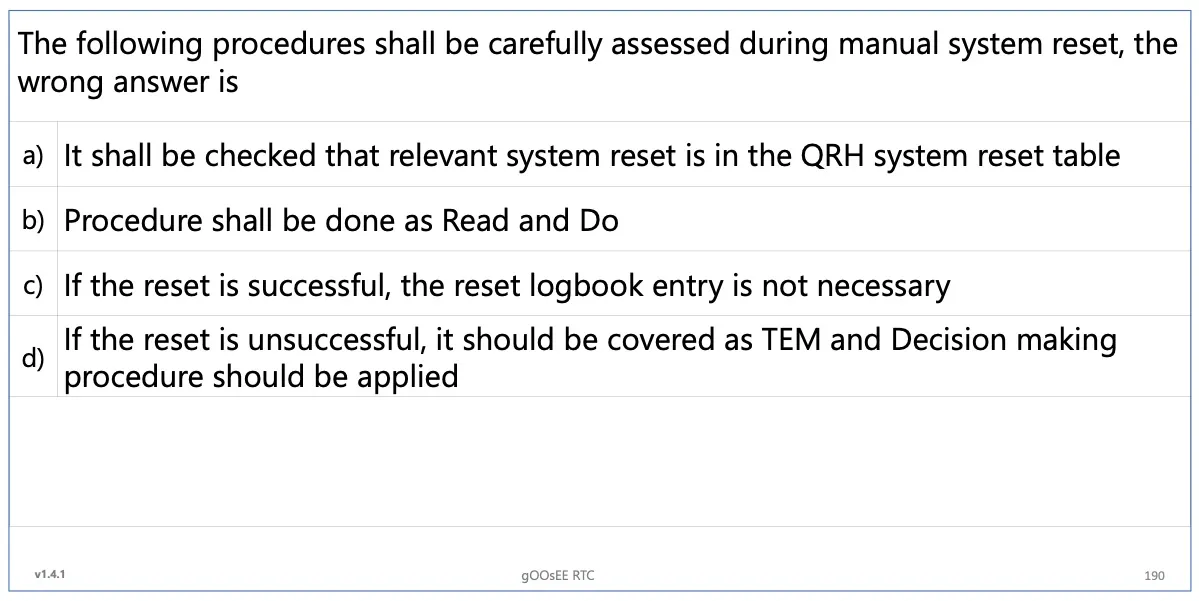 The following procedures shall be carefully assessed during manual system reset, the
wrong answer is
a) It shall be checked that relevant system reset is in the QRH system reset table
b) Procedure shall be done as Read and Do
c) If the reset is successful, the reset logbook entry is not necessary
d) If the reset is unsuccessful, it should be covered as TEM and Decision making
procedure should be applied
v1.4.1 gOOsEE RTC 190